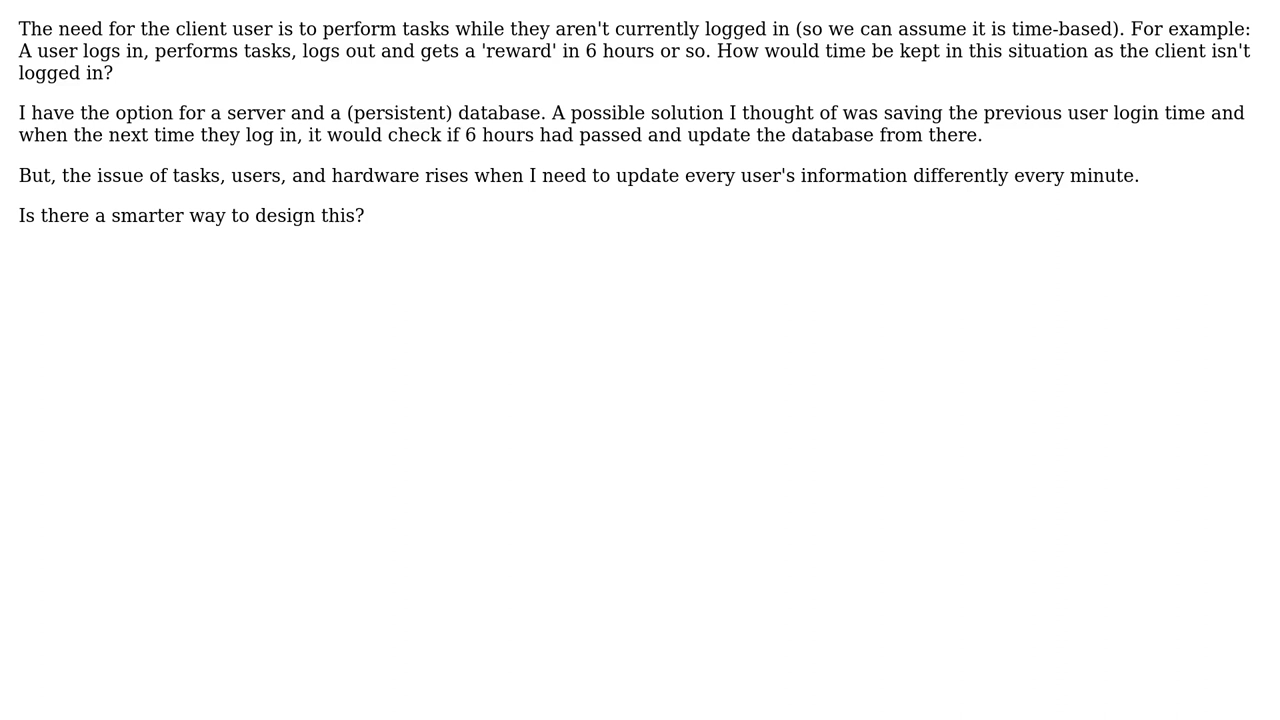 The need for the client user is to perform tasks while they aren't currently logged in (so we can assume it is time-based). For example:
A user logs in, performs tasks, logs out and gets a 'reward' in 6 hours or so. How would time be kept in this situation as the client isn't
logged in?
I have the option for a server and a (persistent) database. A possible solution I thought of was saving the previous user login time and
when the next time they log in, it would check if 6 hours had passed and update the database from there.
But, the issue of tasks, users, and hardware rises when I need to update every user's information differently every minute.
Is there a smarter way to design this?